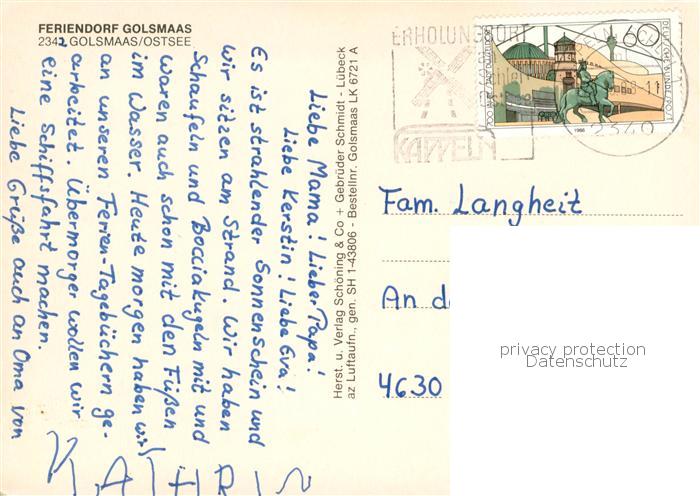 FERIENDORF GOLSMAAS
2342 GOLSMAAS/OSTSEE
Liebe Mama! Lieber Papa!
Liebe Kerstin! Liebe Eva!
Es ist strahlender Sonnenschein und
wir sitzen am Strand. Wir haben
Schaufeln und Bocciakugeln mit und
waren auch schon mit den Füßen
im Wasser. Heute morgen haben wir
an unseren Ferien-Tagebüchern ge-
arbeitet. Übermorgen wollen wir
eine Schiffsfahrt machen.
Liebe Grüße auch an Oma von
Herst. u. Verlag Schöning & Co + Gebrüder Schmidt - Lübeck
az Luftaufn., gen. SH 1-43806 - Bestellnr. Golsmaas LK 6721 A
ERHOLUNGSORT
KAPPELN
60
DEUTSCHE BUNDESPOST
1988
2340
Fam. Langheit
An de
4630
privacy protection
Datenschutz